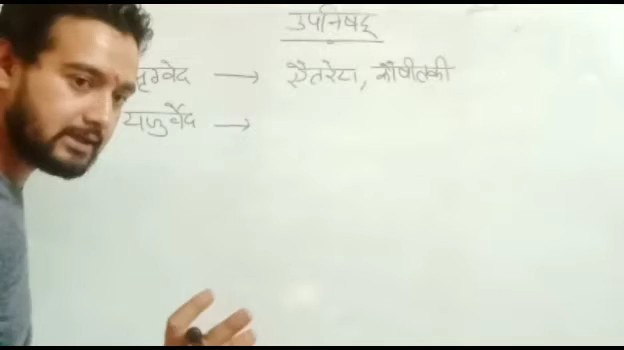 उपनिषद्
ऋग्वेद → ऐतरेय, कौषीतकी
यजुर्वेद →